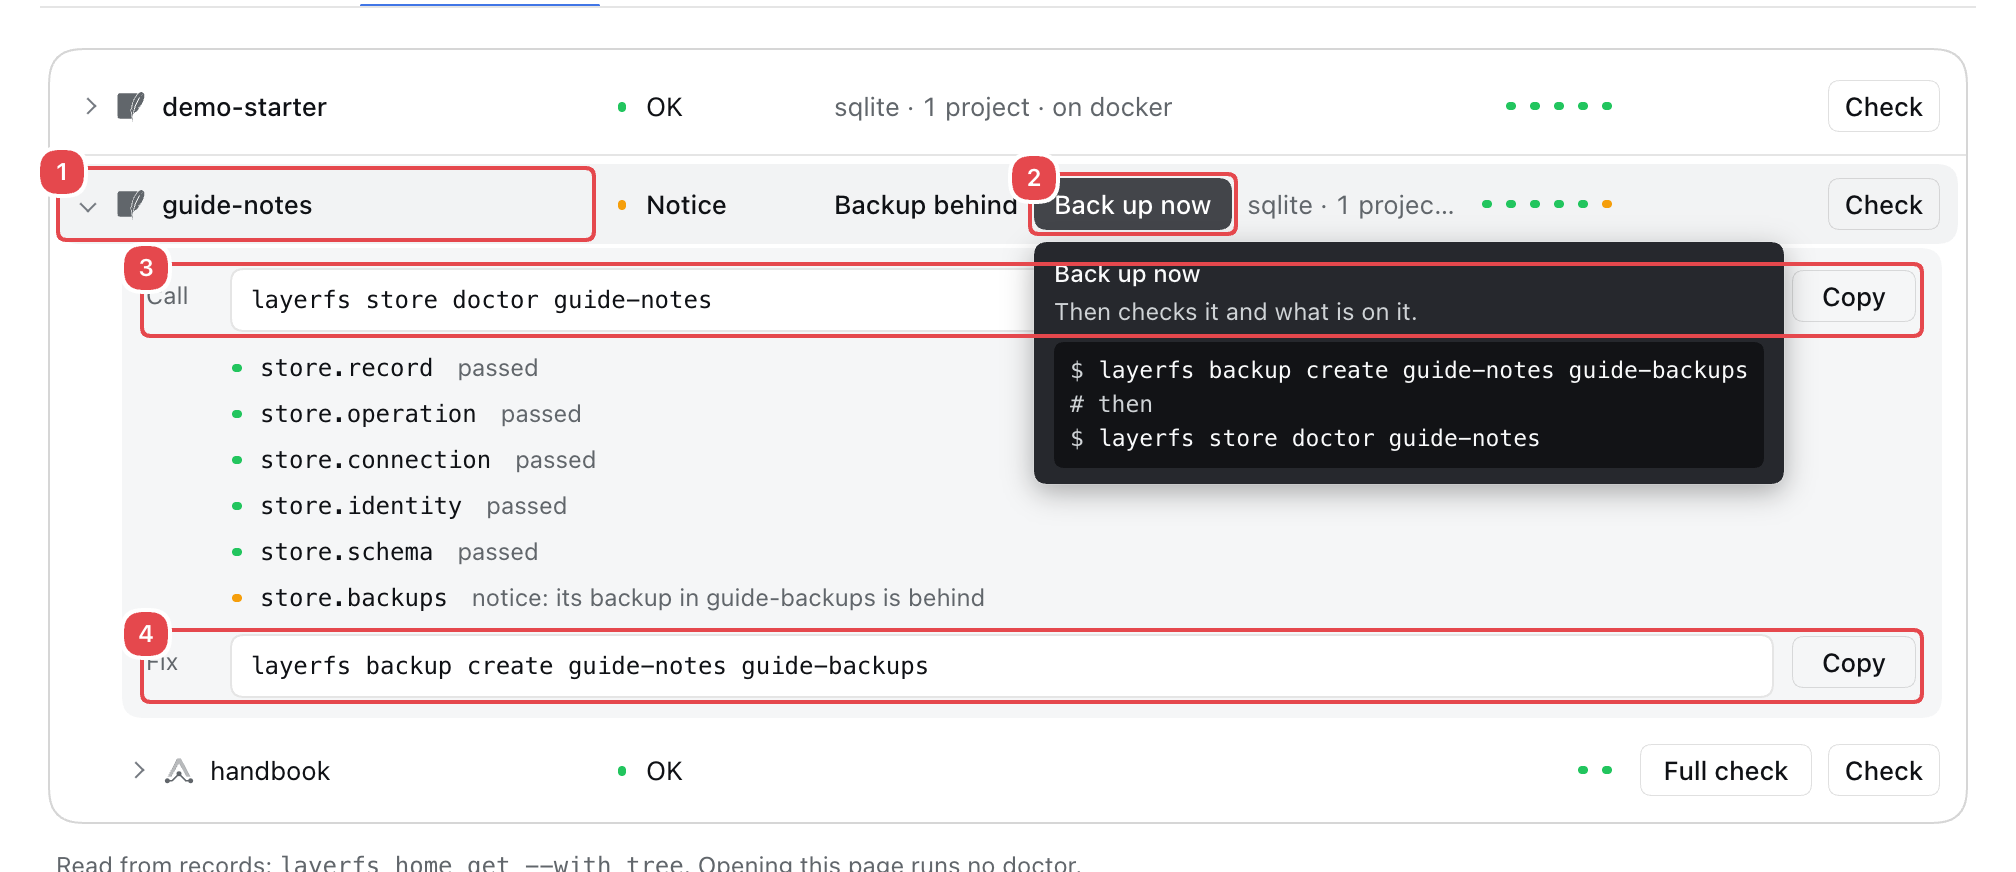 demo-starter OK sqlite · 1 project · on docker Check
1
guide-notes Notice Backup behind 2 Back up now sqlite · 1 projec... Check
3
Call layerfs store doctor guide-notes Copy
Back up now
Then checks it and what is on it.
$ layerfs backup create guide-notes guide-backups
# then
$ layerfs store doctor guide-notes
store.record passed
store.operation passed
store.connection passed
store.identity passed
store.schema passed
store.backups notice: its backup in guide-backups is behind
4
Fix layerfs backup create guide-notes guide-backups Copy
handbook OK Full check Check
Read from records: layerfs home get --with tree. Opening this page runs no doctor.